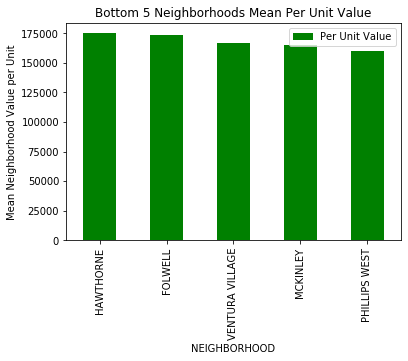 Bottom 5 Neighborhoods Mean Per Unit Value
Per Unit Value
Mean Neighborhood Value per Unit
175000
150000
125000
100000
75000
50000
25000
0
HAWTHORNE
FOLWELL
VENTURA VILLAGE
MCKINLEY
PHILLIPS WEST
NEIGHBORHOOD